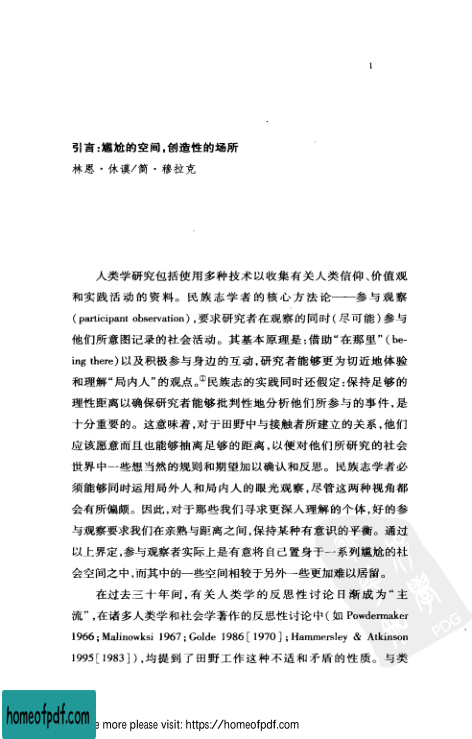 1
引言:尴尬的空间,创造性的场所
林恩·休谟/简·穆拉克
人类学研究包括使用多种技术以收集有关人类信仰、价值观
和实践活动的资料。民族志学者的核心方法论——参与观察
(participant observation),要求研究者在观察的同时(尽可能)参与
他们所意图记录的社会活动。其基本原理是:借助“在那里”(be-
ing there)以及积极参与身边的互动,研究者能够更为切近地体验
和理解“局内人”的观点。①民族志的实践同时还假定:保持足够的
理性距离以确保研究者能够批判性地分析他们所参与的事件,是
十分重要的。这意味着,对于田野中与接触者所建立的关系,他们
应该愿意而且也能够抽离足够的距离,以便对他们所研究的社会
世界中一些想当然的规则和期望加以确认和反思。民族志学者必
须能够同时运用局外人和局内人的眼光观察,尽管这两种视角都
会有所偏颇。因此,对于那些我们寻求更深人理解的个体,好的参
与观察要求我们在亲熟与距离之间,保持某种有意识的平衡。通过
以上界定,参与观察者实际上是有意将自己置身于一系列尴尬的社
会空间之中,而其中的一些空间相较于另外一些更加难以居留。
在过去三十年间,有关人类学的反思性讨论日渐成为“主
流”,在诸多人类学和社会学著作的反思性讨论中(如 Powdermaker
1966; Malinowksi 1967; Golde 1986[1970]; Hammersley & Atkinson
1995[1983]),均提到了田野工作这种不适和矛盾的性质。与类
PDG
homeofpdf.com
e more please visit: https://homeofpdf.com